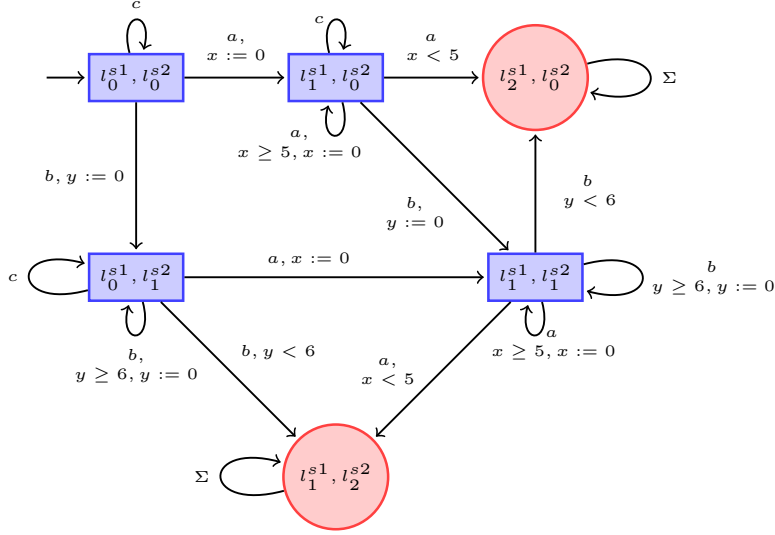 c
c
a,
x := 0
a
x < 5
l_0^{s1}, l_0^{s2}
l_1^{s1}, l_0^{s2}
l_2^{s1}, l_0^{s2}
Σ
a,
x ≥ 5, x := 0
b, y := 0
b,
y := 0
b
y < 6
c
l_0^{s1}, l_1^{s2}
a, x := 0
l_1^{s1}, l_1^{s2}
b
y ≥ 6, y := 0
b,
y ≥ 6, y := 0
b, y < 6
a,
x < 5
a
x ≥ 5, x := 0
Σ
l_1^{s1}, l_2^{s2}